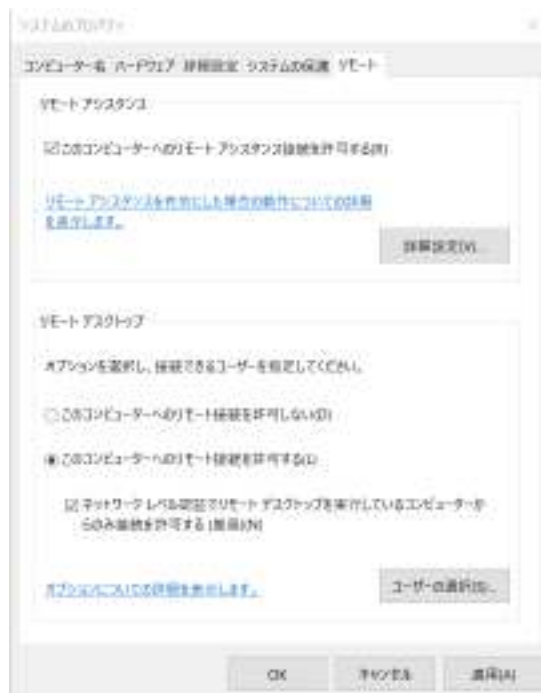 システムのプロパティ
コンピューター名 ハードウェア 詳細設定 システムの保護 リモート
リモート アシスタンス
このコンピューターへのリモート アシスタンス接続を許可する(R)
リモート アシスタンスを有効にした場合の動作についての詳細
を表示します。
詳細設定(V)...
リモート デスクトップ
オプションを選択し、接続できるユーザーを指定してください。
このコンピューターへのリモート接続を許可しない(D)
このコンピューターへのリモート接続を許可する(L)
ネットワーク レベル認証でリモート デスクトップを実行しているコンピューターか
らのみ接続を許可する (推奨)(N)
オプションについての詳細を表示します。
ユーザーの選択(S)...
OK キャンセル 適用(A)